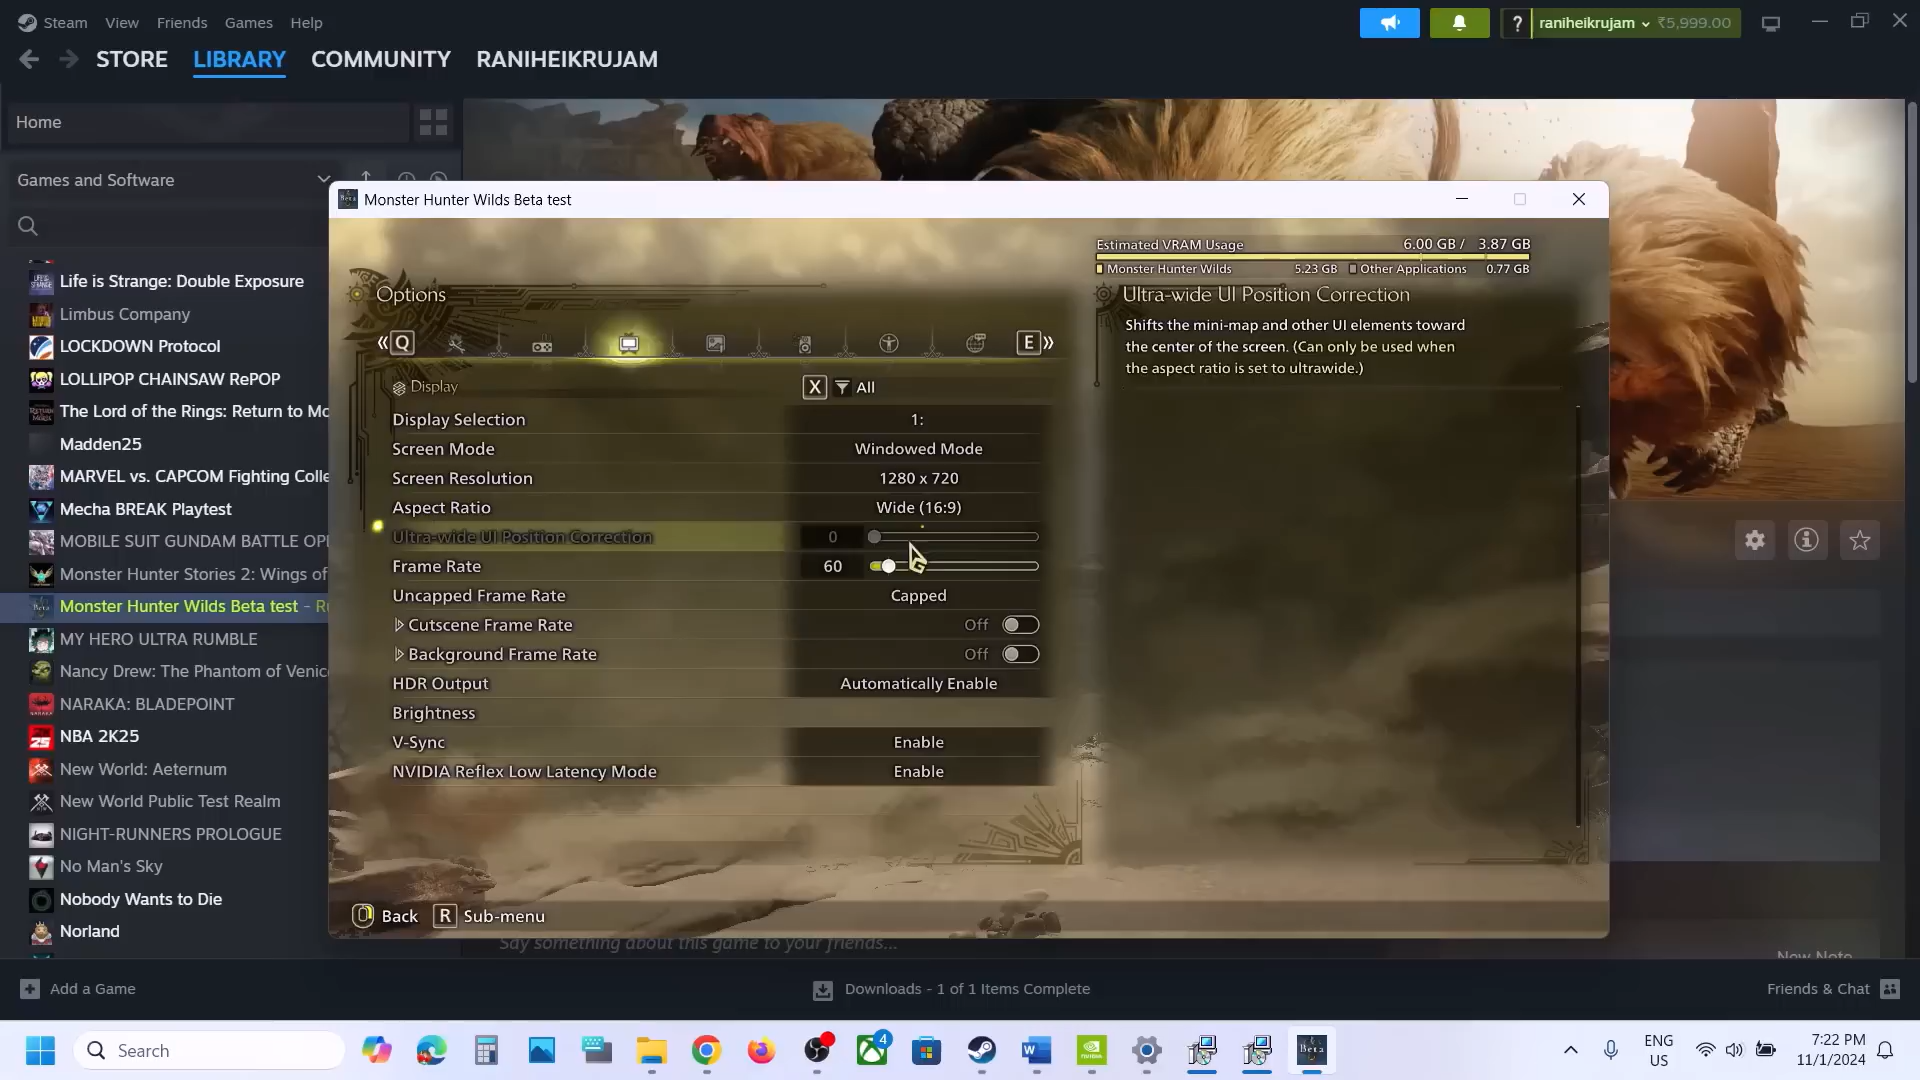 Steam View Friends Games Help
? raniheikrujam ₹5,999.00
STORE LIBRARY COMMUNITY RANIHEIKRUJAM
Home
Games and Software
Life is Strange: Double Exposure
Limbus Company
LOCKDOWN Protocol
LOLLIPOP CHAINSAW RePOP
The Lord of the Rings: Return to Mo
Madden25
MARVEL vs. CAPCOM Fighting Colle
Mecha BREAK Playtest
MOBILE SUIT GUNDAM BATTLE OPE
Monster Hunter Stories 2: Wings of
Monster Hunter Wilds Beta test - Ru
MY HERO ULTRA RUMBLE
Nancy Drew: The Phantom of Venic
NARAKA: BLADEPOINT
NBA 2K25
New World: Aeternum
New World Public Test Realm
NIGHT-RUNNERS PROLOGUE
No Man's Sky
Nobody Wants to Die
Norland
Monster Hunter Wilds Beta test
Estimated VRAM Usage 6.00 GB / 3.87 GB
Monster Hunter Wilds 5.23 GB Other Applications 0.77 GB
Options
Q E
Display X All
Display Selection 1:
Screen Mode Windowed Mode
Screen Resolution 1280 x 720
Aspect Ratio Wide (16:9)
Ultra-wide UI Position Correction 0
Frame Rate 60
Uncapped Frame Rate Capped
Cutscene Frame Rate Off
Background Frame Rate Off
HDR Output Automatically Enable
Brightness
V-Sync Enable
NVIDIA Reflex Low Latency Mode Enable
Ultra-wide UI Position Correction
Shifts the mini-map and other UI elements toward
the center of the screen. (Can only be used when
the aspect ratio is set to ultrawide.)
Back R Sub-menu
Say something about this game to your friends...
New Note
Add a Game
Downloads - 1 of 1 Items Complete
Friends & Chat
Search
4
Beta
ENG
US
7:22 PM
11/1/2024